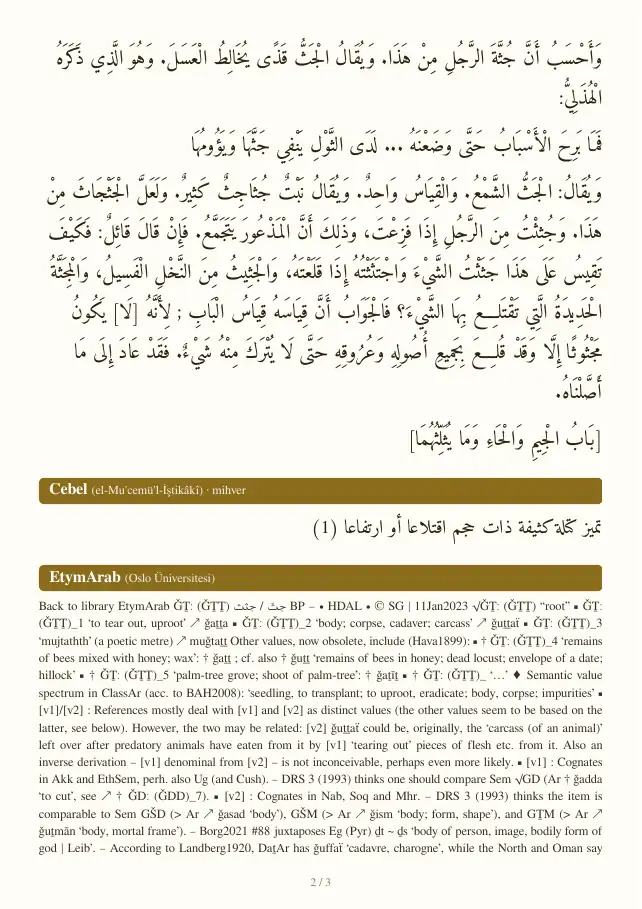 وَأَحْسَبُ أَنَّ جُثَّةَ الرَّجُلِ مِنْ هَذَا. وَيُقَالُ الْجَثُّ قَذًى يُخَالِطُ الْعَسَلَ. وَهُوَ الَّذِي ذَكَرَهُ
الْهُذَلِيُّ:
فَمَا بَرِحَ الْأَسْبَابُ حَتَّى وَضَعْنَهُ ... لَدَى الثَّوْلِ يَنْفِي جَثَّهَا وَيَؤُومُهَا
وَيُقَالُ: الْجَثُّ الشَّمْعُ. وَالْقِيَاسُ وَاحِدٌ. وَيُقَالُ نَبْتٌ جُثَاجِثٌ كَثِيرٌ. وَلَعَلَّ الْجَثْجَاثَ مِنْ
هَذَا. وَجُثِثْتُ مِنَ الرَّجُلِ إِذَا فَزِعْتَ، وَذَلِكَ أَنَّ الْمَذْعُورَ يَتَجَمَّعُ. فَإِنْ قَالَ قَائِلٌ: فَكَيْفَ
تَقِيسُ عَلَى هَذَا جَثَثْتُ الشَّيْءَ وَاجْتَثَثْتُهُ إِذَا قَلَعْتَهُ، وَالْجَثِيثُ مِنَ النَّخْلِ الْفَسِيلُ، وَالْمِجَثَّةُ
الْحَدِيدَةُ الَّتِي تَقْتَلِعُ بِهَا الشَّيْءَ؟ فَالْجَوَابُ أَنَّ قِيَاسَهُ قِيَاسُ الْبَابِ ; لِأَنَّهُ [لَا] يَكُونُ
مَجْثُوثًا إِلَّا وَقَدْ قُلِعَ بِجَمِيعِ أُصُولِهِ وَعُرُوقِهِ حَتَّى لَا يُتْرَكَ مِنْهُ شَيْءٌ. فَقَدْ عَادَ إِلَى مَا
أَصَّلْنَاهُ.
[بَابُ الْجِيمِ وَالْحَاءِ وَمَا يُثَلِّثُهُمَا]
Cebel (el-Mu'cemü'l-İştikâkî) · mihver
تميز كتلة كثيفة ذات حجم اقتلاعا أو ارتفاعا (1)
EtymArab (Oslo Üniversitesi)
Back to library EtymArab ǦṮ: (ǦṮṮ) جثّ / جثث BP – • HDAL • © SG | 11Jan2023 √ǦṮ: (ǦṮṮ) “root” ▪ ǦṮ:
(ǦṮṮ)_1 ‘to tear out, uproot’ ↗ ǧaṯṯa ▪ ǦṮ: (ǦṮṮ)_2 ‘body; corpse, cadaver; carcass’ ↗ ǧuṯṯaẗ ▪ ǦṮ: (ǦṮṮ)_3
‘mujtathth’ (a poetic metre) ↗ muǧtaṯṯ Other values, now obsolete, include (Hava1899): ▪ † ǦṮ: (ǦṮṮ)_4 ‘remains
of bees mixed with honey; wax’: † ǧaṯṯ ; cf. also † ǧuṯṯ ‘remains of bees in honey; dead locust; envelope of a date;
hillock’ ▪ † ǦṮ: (ǦṮṮ)_5 ‘palm-tree grove; shoot of palm-tree’: † ǧaṯīṯ ▪ † ǦṮ: (ǦṮṮ)_ ‘…’ ♦ Semantic value
spectrum in ClassAr (acc. to BAH2008): ‘seedling, to transplant; to uproot, eradicate; body, corpse; impurities’ ▪
[v1]/[v2] : References mostly deal with [v1] and [v2] as distinct values (the other values seem to be based on the
latter, see below). However, the two may be related: [v2] ǧuṯṯaẗ could be, originally, the ‘carcass (of an animal)’
left over after predatory animals have eaten from it by [v1] ‘tearing out’ pieces of flesh etc. from it. Also an
inverse derivation – [v1] denominal from [v2] – is not inconceivable, perhaps even more likely. ▪ [v1] : Cognates
in Akk and EthSem, perh. also Ug (and Cush). – DRS 3 (1993) thinks one should compare Sem √GD (Ar † ǧadda
‘to cut’, see ↗ † ǦD: (ǦDD)_7). ▪ [v2] : Cognates in Nab, Soq and Mhr. – DRS 3 (1993) thinks the item is
comparable to Sem GŠD (> Ar ↗ ǧasad ‘body’), GŠM (> Ar ↗ ǧism ‘body; form, shape’), and GṮM (> Ar ↗
ǧuṯmān ‘body, mortal frame’). – Borg2021 #88 juxtaposes Eg (Pyr) ḏt ~ ḏs ‘body of person, image, bodily form of
god | Leib’. – According to Landberg1920, DaṯAr has ǧuffaẗ ‘cadavre, charogne’, while the North and Oman say
2 / 3